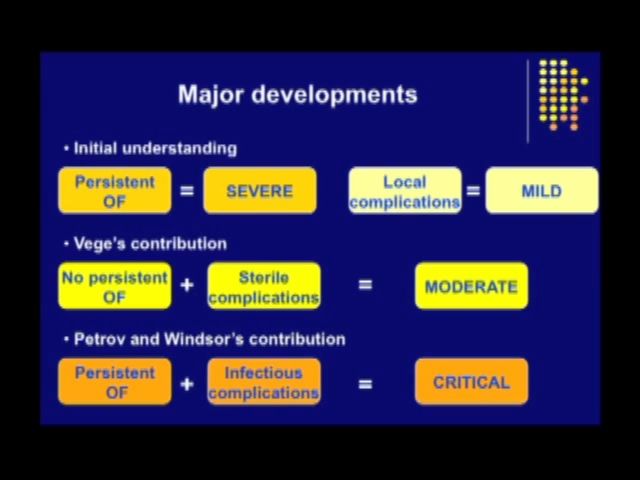 Major developments
• Initial understanding
Persistent OF = SEVERE Local complications = MILD
• Vege's contribution
No persistent OF + Sterile complications = MODERATE
• Petrov and Windsor's contribution
Persistent OF + Infectious complications = CRITICAL